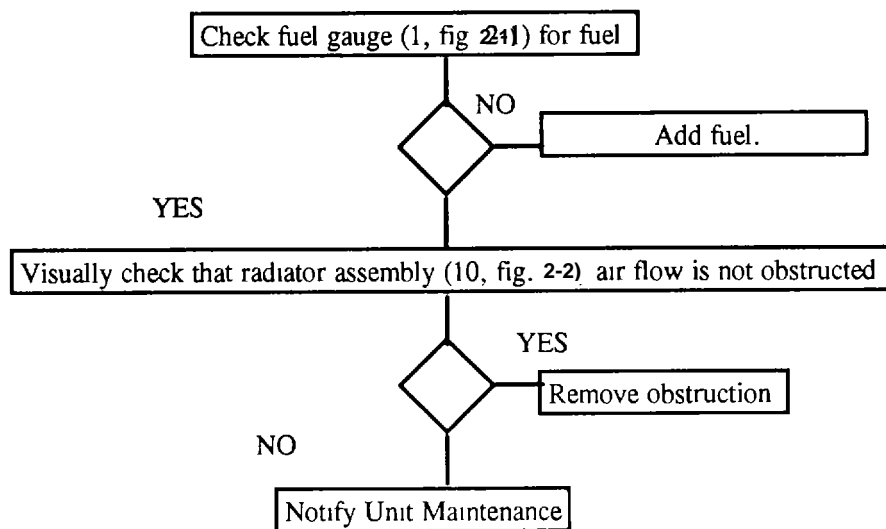 Check fuel gauge (1, fig 2-1) for fuel
NO
Add fuel.
YES
Visually check that radiator assembly (10, fig. 2-2) air flow is not obstructed
YES
Remove obstruction
NO
Notify Unit Maintenance